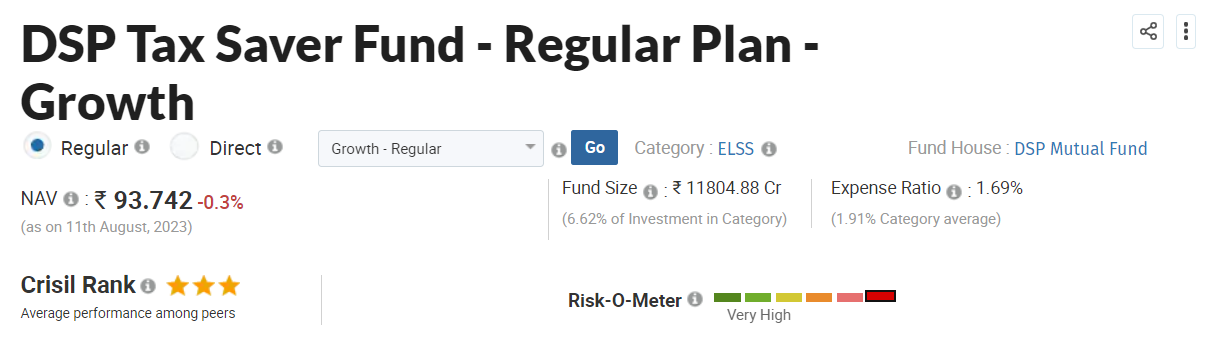 DSP Tax Saver Fund - Regular Plan -
Growth
Regular Direct Growth - Regular Go Category : ELSS Fund House : DSP Mutual Fund
NAV : ₹ 93.742 -0.3% Fund Size : ₹ 11804.88 Cr Expense Ratio : 1.69%
(as on 11th August, 2023) (6.62% of Investment in Category) (1.91% Category average)
Crisil Rank Risk-O-Meter
Average performance among peers Very High